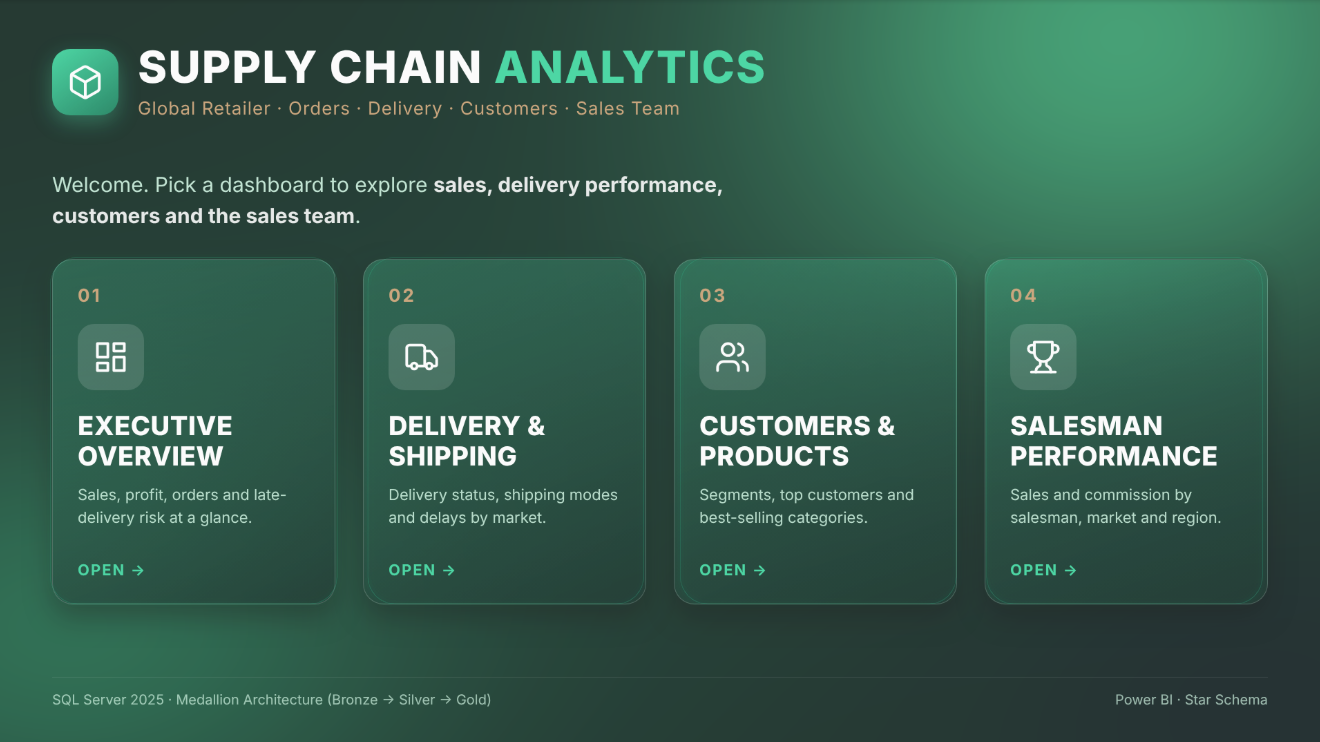 SUPPLY CHAIN ANALYTICS
Global Retailer · Orders · Delivery · Customers · Sales Team
Welcome. Pick a dashboard to explore sales, delivery performance,
customers and the sales team.
01
EXECUTIVE
OVERVIEW
Sales, profit, orders and late-
delivery risk at a glance.
OPEN →
02
DELIVERY &
SHIPPING
Delivery status, shipping modes
and delays by market.
OPEN →
03
CUSTOMERS &
PRODUCTS
Segments, top customers and
best-selling categories.
OPEN →
04
SALESMAN
PERFORMANCE
Sales and commission by
salesman, market and region.
OPEN →
SQL Server 2025 · Medallion Architecture (Bronze → Silver → Gold)
Power BI · Star Schema